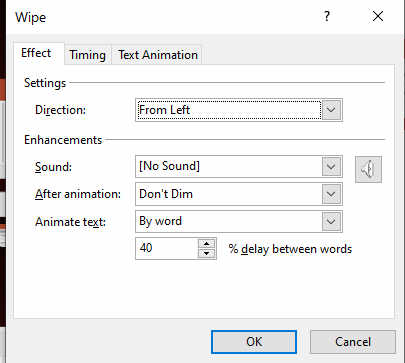 Wipe ?
Effect Timing Text Animation
Settings
Direction: From Left
Enhancements
Sound: [No Sound]
After animation: Don't Dim
Animate text: By word
40 % delay between words
OK Cancel